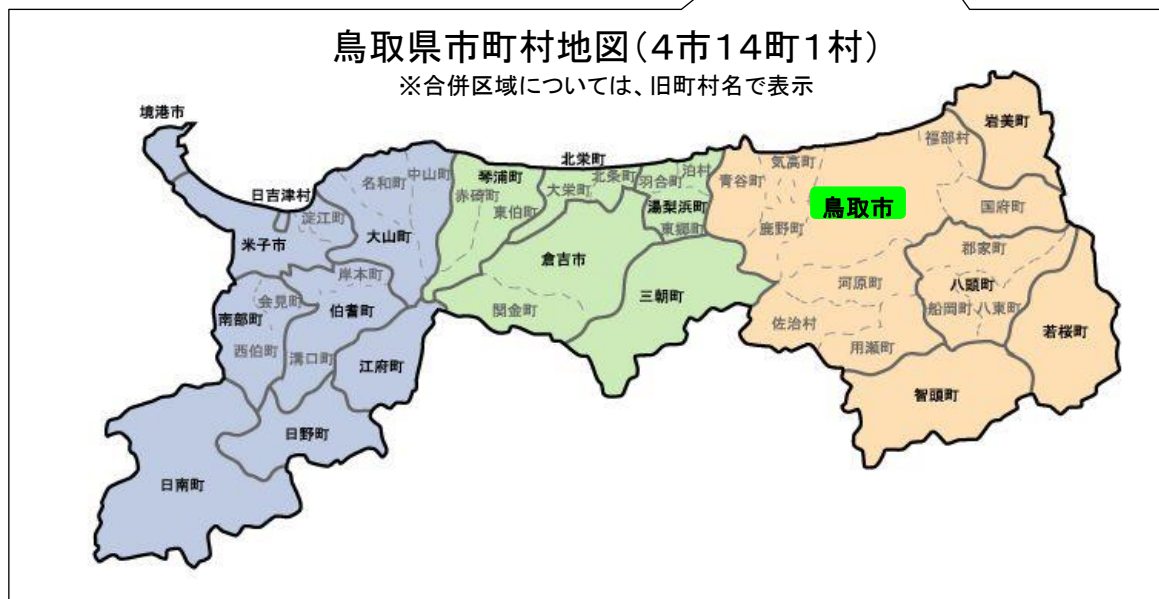 鳥取県市町村地図(4市14町1村)
※合併区域については、旧町村名で表示
境港市
岩美町
福部村
北栄町
気高町
泊村
中山町
琴浦町
北条町
羽合町
青谷町
名和町
赤碕町
大栄町
日吉津村
淀江町
東伯町
湯梨浜町
鳥取市
国府町
米子市
大山町
東郷町
鹿野町
郡家町
倉吉市
岸本町
河原町
八頭町
会見町
三朝町
南部町
伯耆町
関金町
船岡町
八東町
佐治村
若桜町
西伯町
溝口町
用瀬町
江府町
智頭町
日野町
日南町